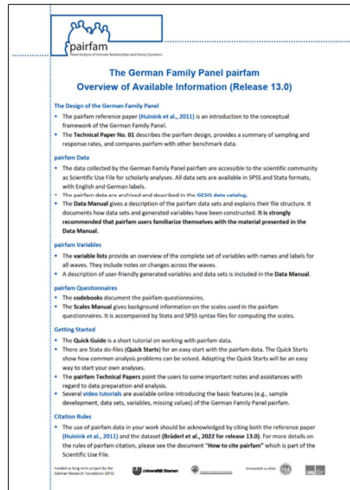 pairfam
Panel Analysis of Intimate Relationships and Family Dynamics
The German Family Panel pairfam
Overview of Available Information (Release 13.0)
The Design of the German Family Panel
• The pairfam reference paper (Huinink et al., 2011) is an introduction to the conceptual
framework of the German Family Panel.
• The Technical Paper No. 01 describes the pairfam design, provides a summary of sampling and
response rates, and compares pairfam with other benchmark data.
pairfam Data
• The data collected by the German Family Panel pairfam are accessible to the scientific community
as Scientific Use File for scholarly analyses. All data sets are available in SPSS and Stata formats,
with English and German labels.
• The pairfam data are archived and described in the GESIS data catalog.
• The Data Manual gives a description of the pairfam data sets and explains their file structure. It
documents how data sets and generated variables have been constructed. It is strongly
recommended that pairfam users familiarize themselves with the material presented in the
Data Manual.
pairfam Variables
• The variable lists provide an overview of the complete set of variables with names and labels for
all waves. They include notes on changes across the waves.
• A description of user-friendly generated variables and data sets is included in the Data Manual.
pairfam Questionnaires
• The codebooks document the pairfam questionnaires.
• The Scales Manual gives background information on the scales used in the pairfam
questionnaires. It is accompanied by Stata and SPSS syntax files for computing the scales.
Getting Started
• The Quick Guide is a short tutorial on working with pairfam data.
• There are Stata do-files (Quick Starts) for an easy start with the pairfam data. The Quick Starts
show how common analysis problems can be solved. Adapting the Quick Starts will be an easy
way to start your own analyses.
• The pairfam Technical Papers point the users to some important notes and assistances with
regard to data preparation and analysis.
• Several video tutorials are available online introducing the basic features (e.g., sample
development, data sets, variables, missing values) of the German Family Panel pairfam.
Citation Rules
• The use of pairfam data in your work should be acknowledged by citing both the reference paper
(Huinink et al., 2011) and the dataset (Brüderl et al., 2022 for release 13.0). For more details on
the rules of pairfam citation, please see the document "How to cite pairfam" which is part of the
Scientific Use File.
Funded as long-term project by the
German Research Foundation (DFG)
Universität Bremen
Universität zu Köln